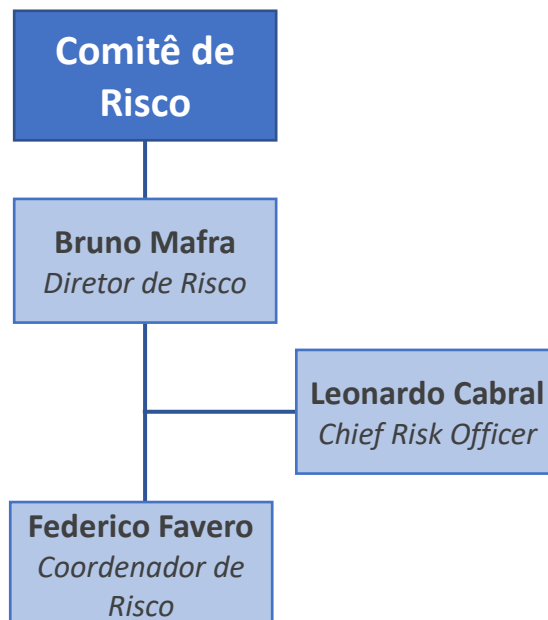 Comitê de
Risco
Bruno Mafra
Diretor de Risco
Leonardo Cabral
Chief Risk Officer
Federico Favero
Coordenador de
Risco